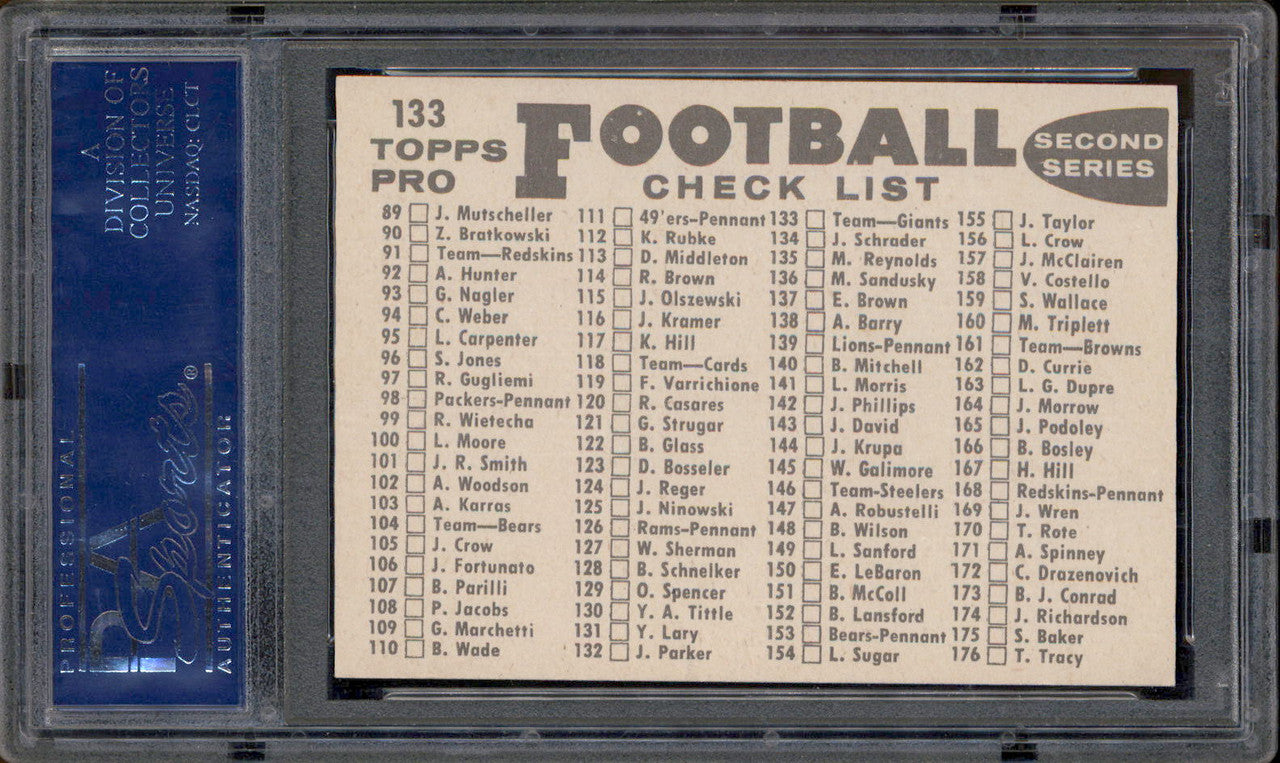 133
TOPPS
PRO
FOOTBALL
CHECK LIST
SECOND
SERIES
89 J. Mutscheller
90 Z. Bratkowski
91 Team—Redskins
92 A. Hunter
93 G. Nagler
94 C. Weber
95 L. Carpenter
96 S. Jones
97 R. Gugliemi
98 Packers-Pennant
99 R. Wietecha
100 L. Moore
101 J. R. Smith
102 A. Woodson
103 A. Karras
104 Team—Bears
105 J. Crow
106 J. Fortunato
107 B. Parilli
108 P. Jacobs
109 G. Marchetti
110 B. Wade
111 49'ers-Pennant
112 K. Rubke
113 D. Middleton
114 R. Brown
115 J. Olszewski
116 J. Kramer
117 K. Hill
118 Team—Cards
119 F. Varrichione
120 R. Casares
121 G. Strugar
122 B. Glass
123 D. Bosseler
124 J. Reger
125 J. Ninowski
126 Rams-Pennant
127 W. Sherman
128 B. Schnelker
129 O. Spencer
130 Y. A. Tittle
131 Y. Lary
132 J. Parker
133 Team—Giants
134 J. Schrader
135 M. Reynolds
136 M. Sandusky
137 E. Brown
138 A. Barry
139 Lions-Pennant
140 B. Mitchell
141 L. Morris
142 J. Phillips
143 J. David
144 J. Krupa
145 W. Galimore
146 Team-Steelers
147 A. Robustelli
148 B. Wilson
149 L. Sanford
150 E. LeBaron
151 B. McColl
152 B. Lansford
153 Bears-Pennant
154 L. Sugar
155 J. Taylor
156 L. Crow
157 J. McClairen
158 V. Costello
159 S. Wallace
160 M. Triplett
161 Team—Browns
162 D. Currie
163 L. G. Dupre
164 J. Morrow
165 J. Podoley
166 B. Bosley
167 H. Hill
168 Redskins-Pennant
169 J. Wren
170 T. Rote
171 A. Spinney
172 C. Drazenovich
173 B. J. Conrad
174 J. Richardson
175 S. Baker
176 T. Tracy
A
DIVISION OF
COLLECTORS
UNIVERSE
NASDAQ: CLCT
PROFESSIONAL
PSA
Sports®
AUTHENTICATOR